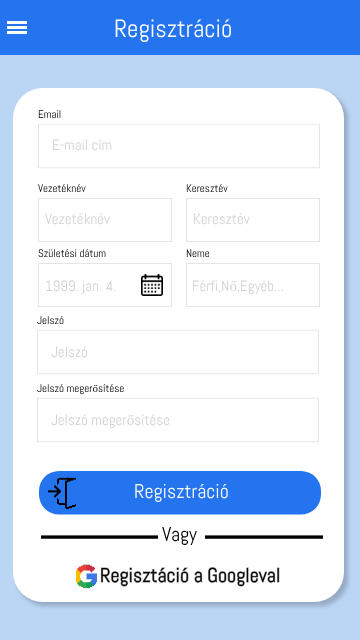 Regisztráció
Email
E-mail cím
Vezetéknév Keresztév
Vezetéknév Keresztév
Születési dátum Neme
1999. jan. 4. Férfi,Nő,Egyéb...
Jelszó
Jelszó
Jelszó megerősítése
Jelszó megerősítése
Regisztráció
Vagy
Regisztáció a Googleval